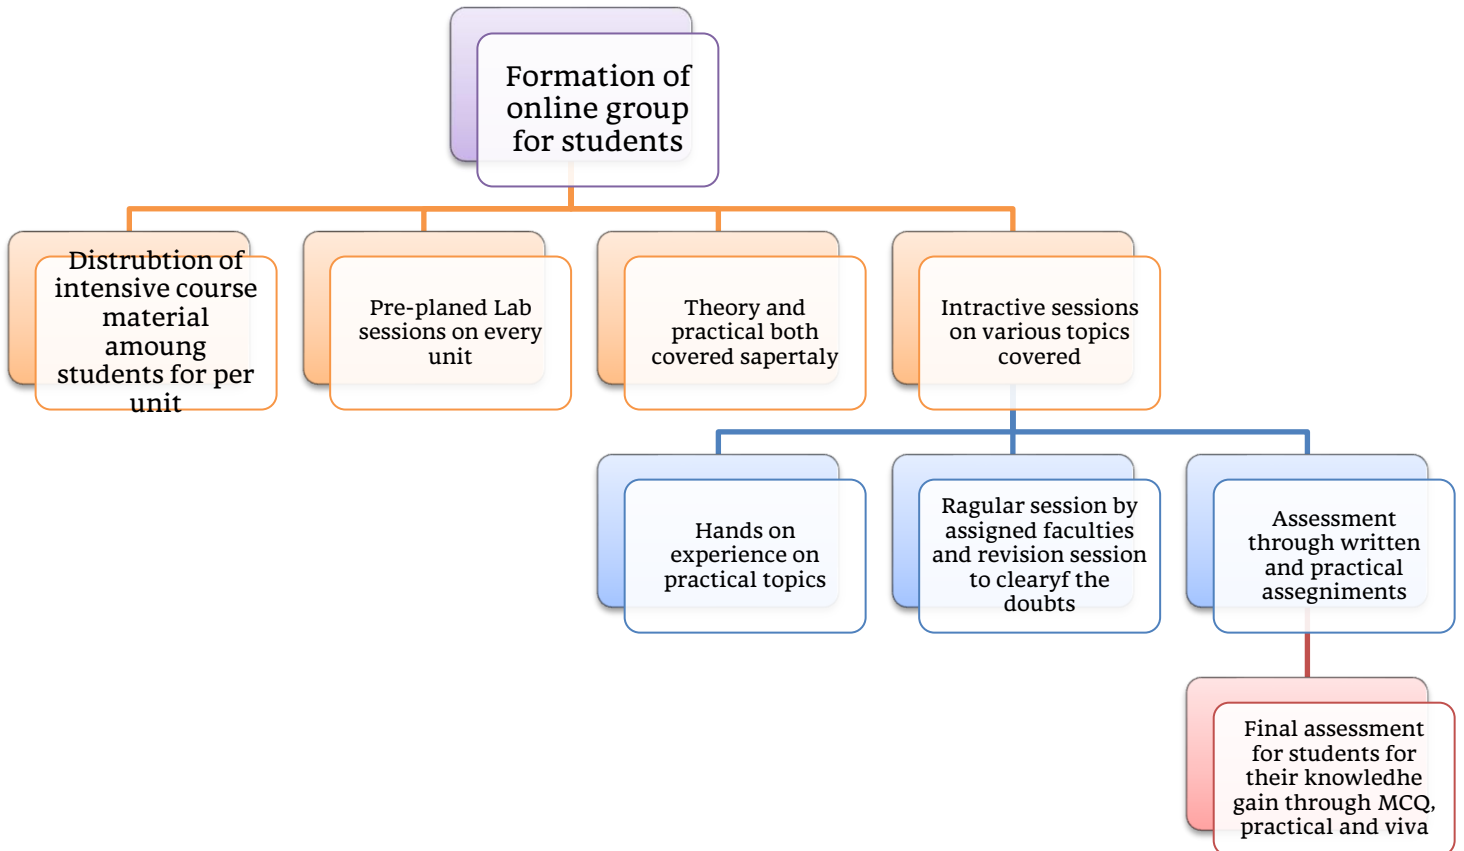 Formation of
online group
for students
Distrubtion of
intensive course
material
amoung
students for per
unit
Pre-planed Lab
sessions on every
unit
Theory and
practical both
covered sapertaly
Intractive sessions
on various topics
covered
Hands on
experience on
practical topics
Ragular session by
assigned faculties
and revision session
to clearyf the
doubts
Assessment
through written
and practical
assegniments
Final assessment
for students for
their knowledhe
gain through MCQ,
practical and viva